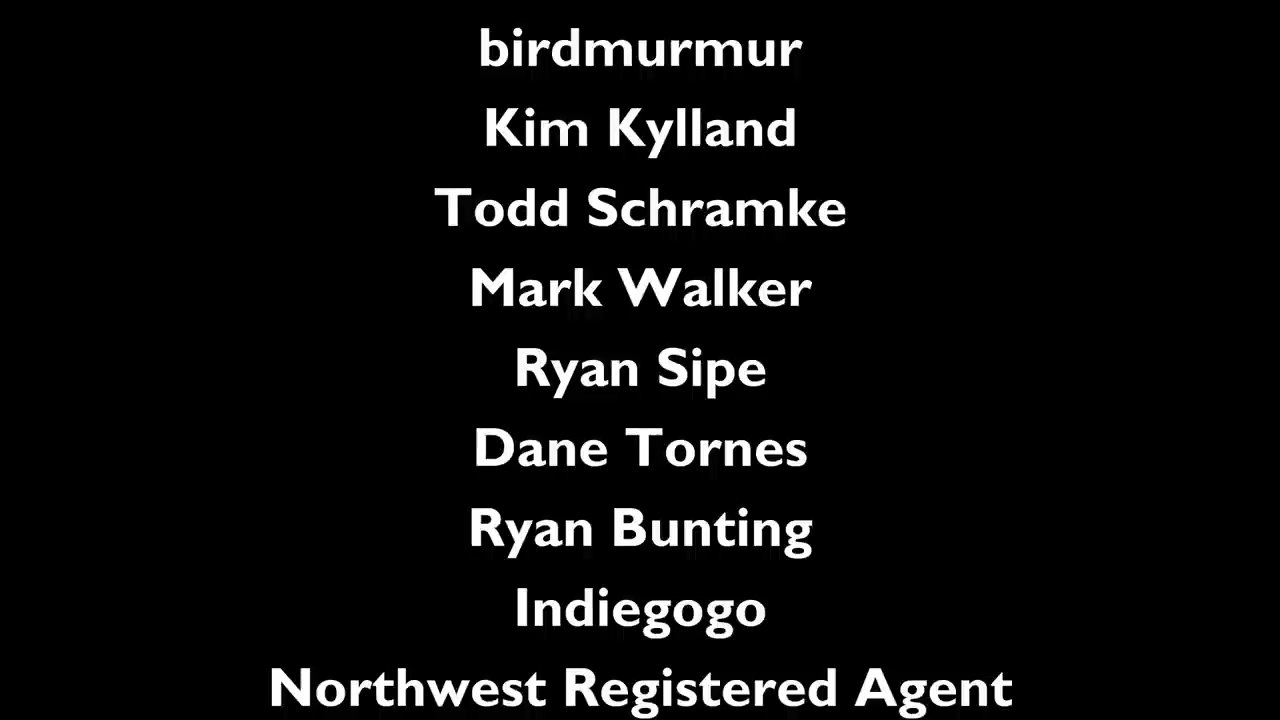 birdmurmur
Kim Kylland
Todd Schramke
Mark Walker
Ryan Sipe
Dane Tornes
Ryan Bunting
Indiegogo
Northwest Registered Agent